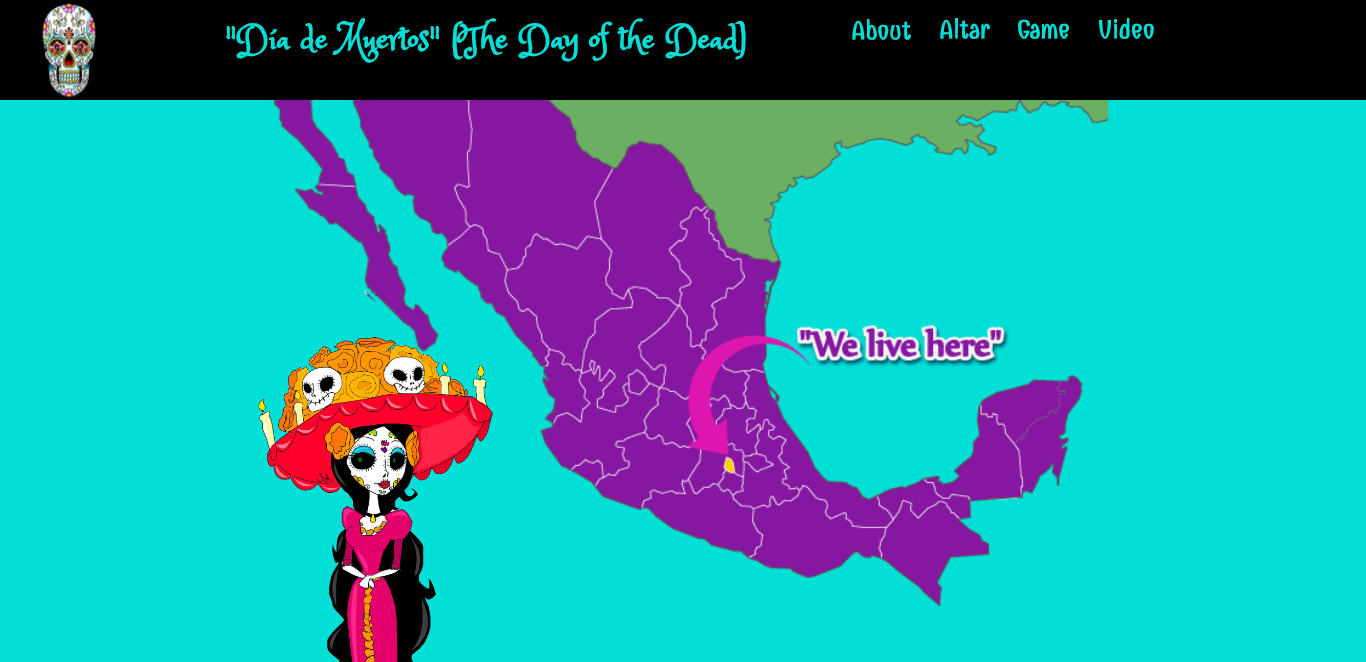 "Día de Muertos" (The Day of the Dead)
About Altar Game Video
"We live here"